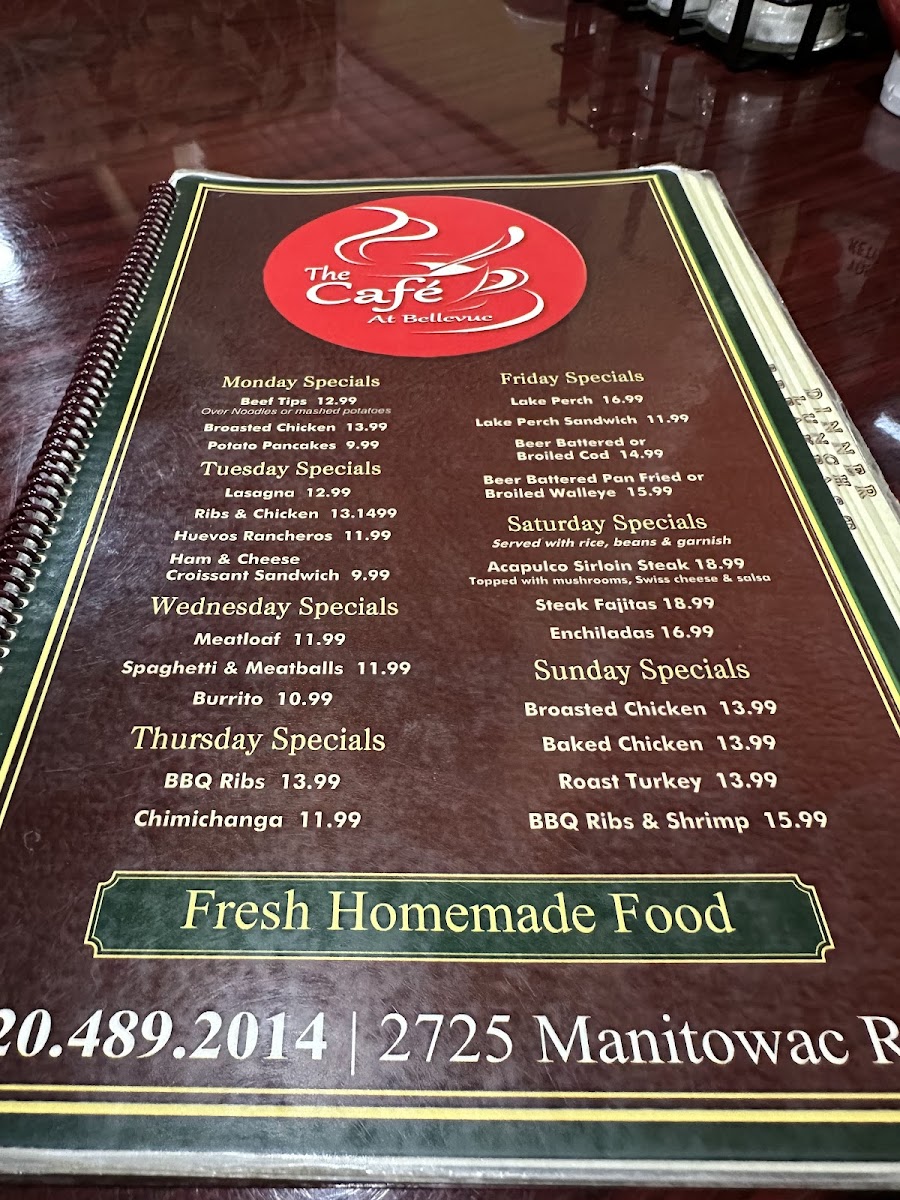 The
Café
At Bellevue
Monday Specials
Beef Tips 12.99
Over Noodles or mashed potatoes
Broasted Chicken 13.99
Potato Pancakes 9.99
Tuesday Specials
Lasagna 12.99
Ribs & Chicken 13.1499
Huevos Rancheros 11.99
Ham & Cheese
Croissant Sandwich 9.99
Wednesday Specials
Meatloaf 11.99
Spaghetti & Meatballs 11.99
Burrito 10.99
Thursday Specials
BBQ Ribs 13.99
Chimichanga 11.99
Friday Specials
Lake Perch 16.99
Lake Perch Sandwich 11.99
Beer Battered or
Broiled Cod 14.99
Beer Battered Pan Fried or
Broiled Walleye 15.99
Saturday Specials
Served with rice, beans & garnish
Acapulco Sirloin Steak 18.99
Topped with mushrooms, Swiss cheese & salsa
Steak Fajitas 18.99
Enchiladas 16.99
Sunday Specials
Broasted Chicken 13.99
Baked Chicken 13.99
Roast Turkey 13.99
BBQ Ribs & Shrimp 15.99
Fresh Homemade Food
20.489.2014 | 2725 Manitowac R
DINNER
LUNCH